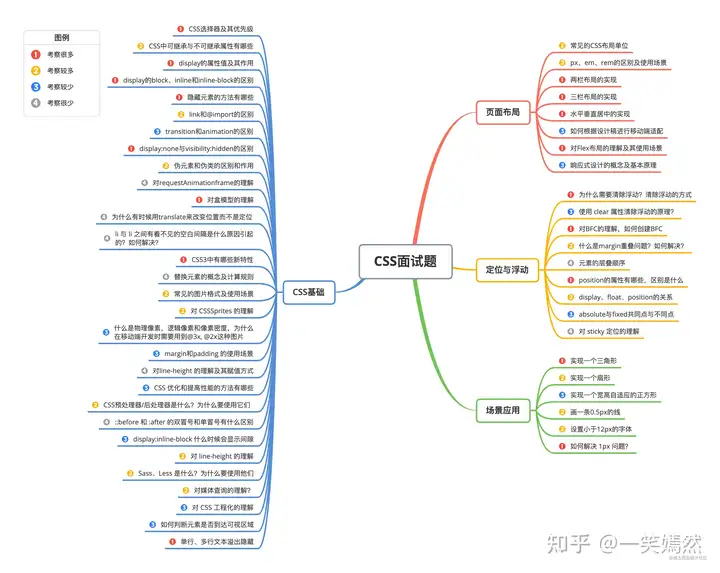 图例
1 考察很多
2 考察较多
3 考察较少
4 考察很少
CSS面试题
CSS基础
1 CSS选择器及其优先级
2 CSS中可继承与不可继承属性有哪些
1 display的属性值及其作用
1 display的block、inline和inline-block的区别
1 隐藏元素的方法有哪些
2 link和@import的区别
3 transition和animation的区别
1 display:none与visibility:hidden的区别
2 伪元素和伪类的区别和作用
4 对requestAnimationframe的理解
1 对盒模型的理解
4 为什么有时候用translate来改变位置而不是定位
4 li 与 li 之间有看不见的空白间隔是什么原因引起
的？如何解决？
1 CSS3中有哪些新特性
4 替换元素的概念及计算规则
2 常见的图片格式及使用场景
2 对 CSSSprites 的理解
3 什么是物理像素，逻辑像素和像素密度，为什么
在移动端开发时需要用到@3x, @2x这种图片
3 margin和padding 的使用场景
4 对line-height 的理解及其赋值方式
3 CSS 优化和提高性能的方法有哪些
2 CSS预处理器/后处理器是什么？为什么要使用它们
4 ::before 和 :after 的双冒号和单冒号有什么区别
3 display:inline-block 什么时候会显示间隙
2 对 line-height 的理解
2 Sass、Less 是什么？为什么要使用他们
2 对媒体查询的理解？
3 对 CSS 工程化的理解
3 如何判断元素是否到达可视区域
1 单行、多行文本溢出隐藏
页面布局
2 常见的CSS布局单位
2 px、em、rem的区别及使用场景
1 两栏布局的实现
1 三栏布局的实现
1 水平垂直居中的实现
3 如何根据设计稿进行移动端适配
1 对Flex布局的理解及其使用场景
3 响应式设计的概念及基本原理
定位与浮动
1 为什么需要清除浮动？清除浮动的方式
3 使用 clear 属性清除浮动的原理？
1 对BFC的理解，如何创建BFC
2 什么是margin重叠问题？如何解决？
4 元素的层叠顺序
1 position的属性有哪些，区别是什么
2 display、float、position的关系
3 absolute与fixed共同点与不同点
4 对 sticky 定位的理解
场景应用
1 实现一个三角形
2 实现一个扇形
3 实现一个宽高自适应的正方形
2 画一条0.5px的线
2 设置小于12px的字体
1 如何解决 1px 问题？
知乎 @一笑嫣然